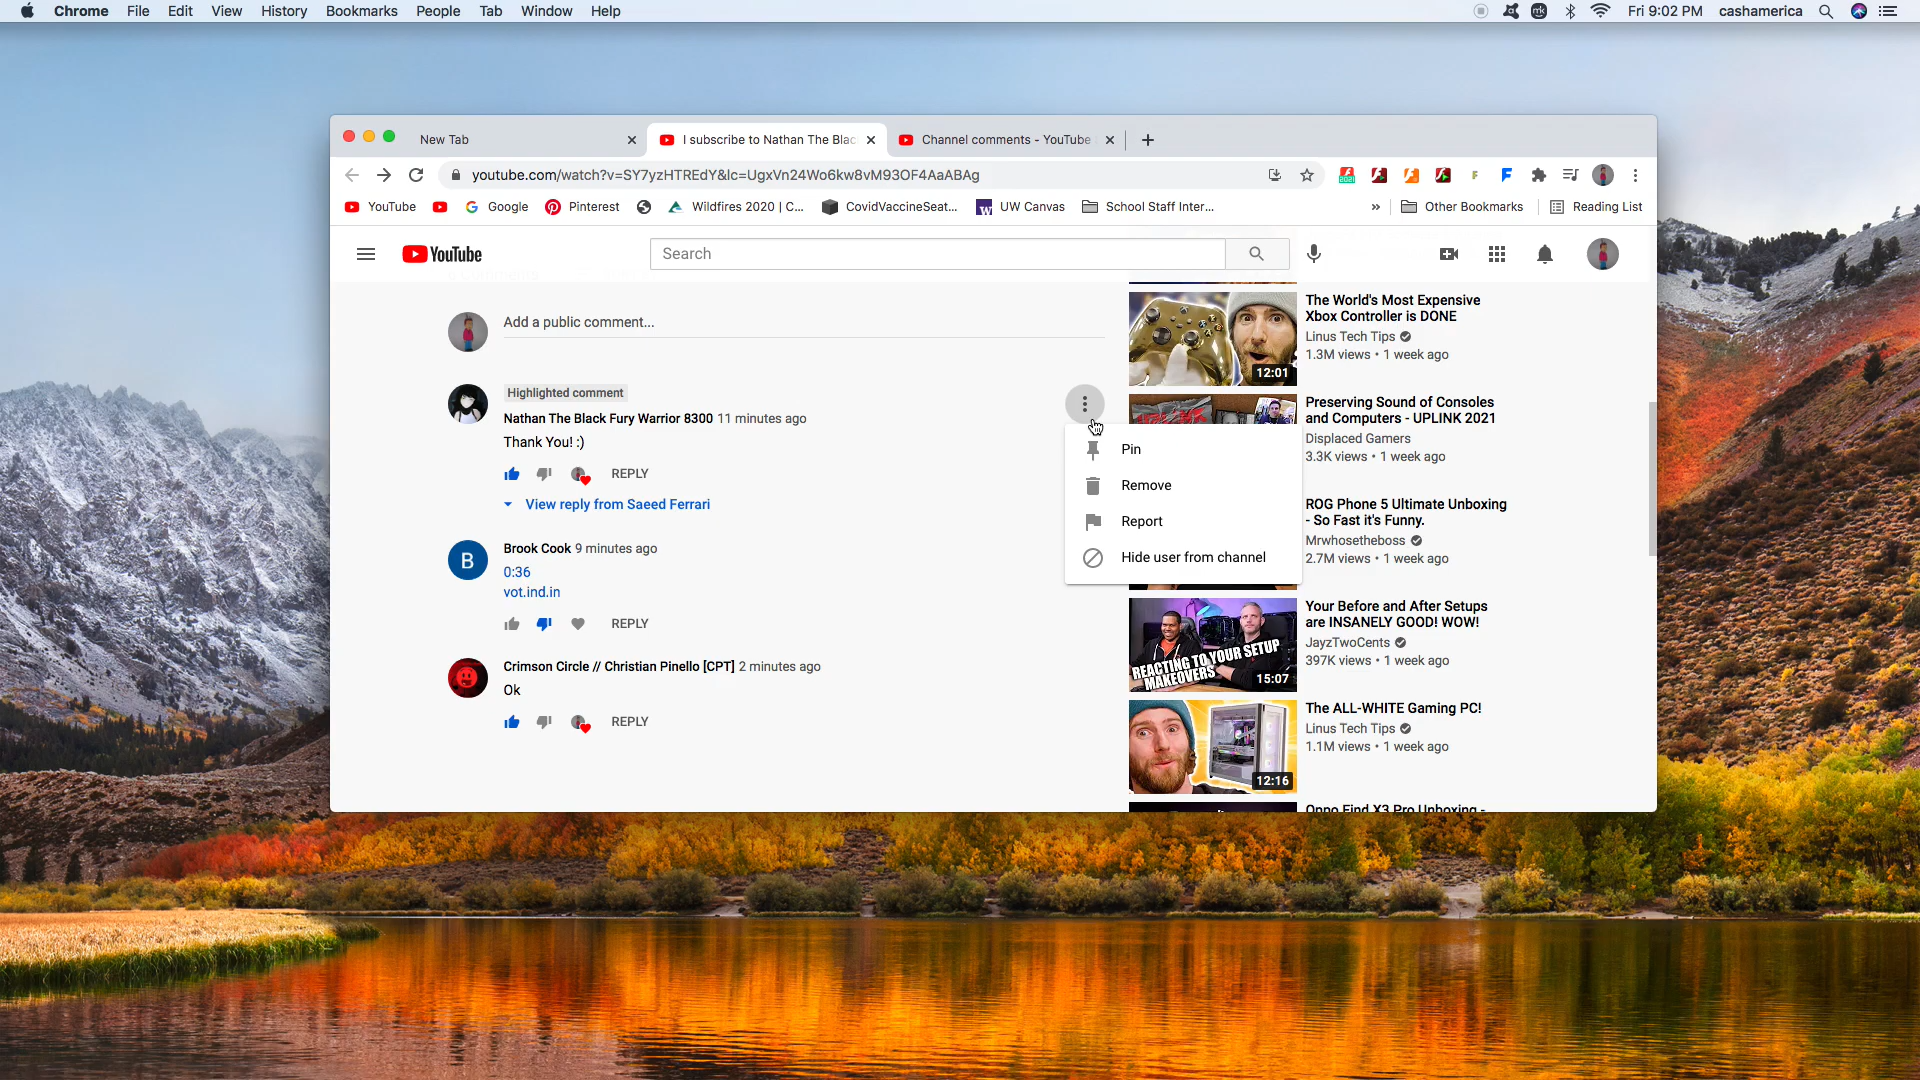 Chrome File Edit View History Bookmarks People Tab Window Help
Fri 9:02 PM cashamerica
New Tab
I subscribe to Nathan The Blac
Channel comments - YouTube
youtube.com/watch?v=SY7yzHTREdY&lc=UgxVn24Wo6kw8vM93OF4AaABAg
YouTube
Google
Pinterest
Wildfires 2020 | C...
CovidVaccineSeat...
UW Canvas
School Staff Inter...
»
Other Bookmarks
Reading List
YouTube
Search
Add a public comment...
Highlighted comment
Nathan The Black Fury Warrior 8300 11 minutes ago
Thank You! :)
REPLY
View reply from Saeed Ferrari
B
Brook Cook 9 minutes ago
0:36
vot.ind.in
REPLY
Crimson Circle // Christian Pinello [CPT] 2 minutes ago
Ok
REPLY
Pin
Remove
Report
Hide user from channel
12:01
The World's Most Expensive
Xbox Controller is DONE
Linus Tech Tips
1.3M views • 1 week ago
Preserving Sound of Consoles
and Computers - UPLINK 2021
Displaced Gamers
3.3K views • 1 week ago
ROG Phone 5 Ultimate Unboxing
- So Fast it's Funny.
Mrwhosetheboss
2.7M views • 1 week ago
REACTING TO YOUR SETUP
MAKEOVERS
15:07
Your Before and After Setups
are INSANELY GOOD! WOW!
JayzTwoCents
397K views • 1 week ago
12:16
The ALL-WHITE Gaming PC!
Linus Tech Tips
1.1M views • 1 week ago
Oppo Find X3 Pro Unboxing -